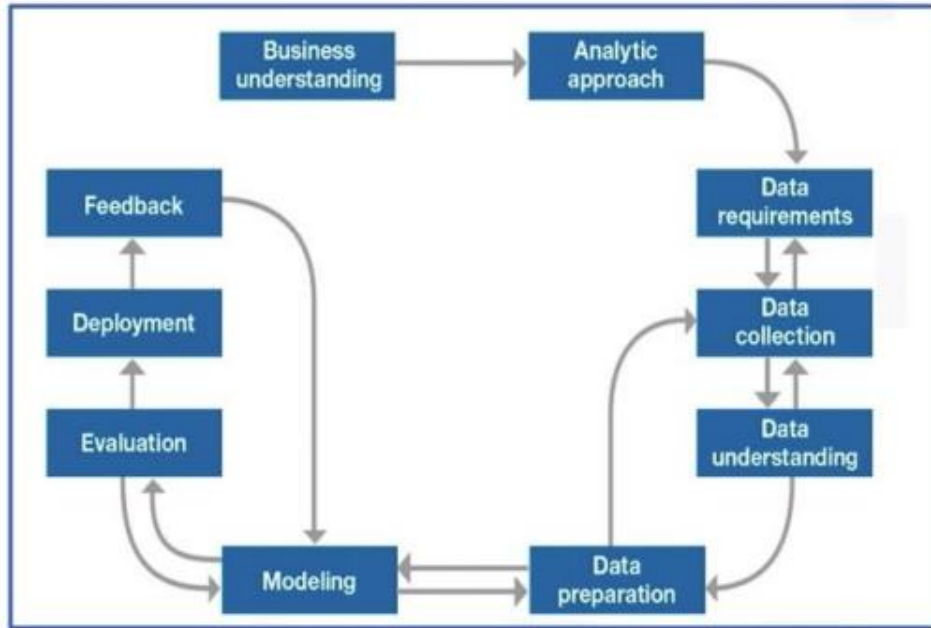 Business
understanding
Analytic
approach
Data
requirements
Data
collection
Data
understanding
Data
preparation
Modeling
Evaluation
Deployment
Feedback